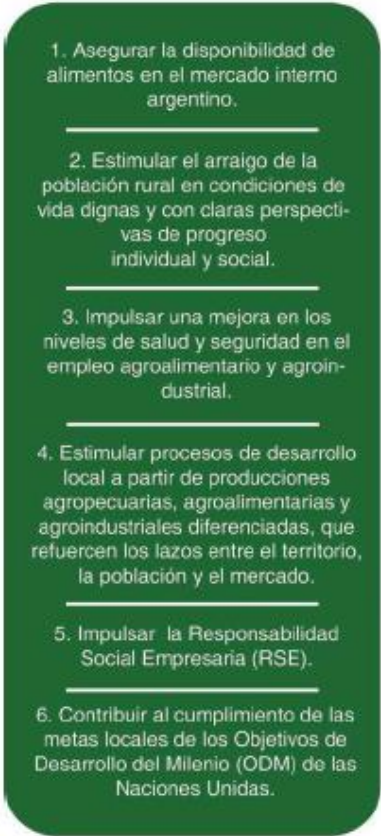 1. Asegurar la disponibilidad de
alimentos en el mercado interno
argentino.
2. Estimular el arraigo de la
población rural en condiciones de
vida dignas y con claras perspecti-
vas de progreso
individual y social.
3. Impulsar una mejora en los
niveles de salud y seguridad en el
empleo agroalimentario y agroin-
dustrial.
4. Estimular procesos de desarrollo
local a partir de producciones
agropecuarias, agroalimentarias y
agroindustriales diferenciadas, que
refuercen los lazos entre el territorio,
la población y el mercado.
5. Impulsar la Responsabilidad
Social Empresaria (RSE).
6. Contribuir al cumplimiento de las
metas locales de los Objetivos de
Desarrollo del Milenio (ODM) de las
Naciones Unidas.